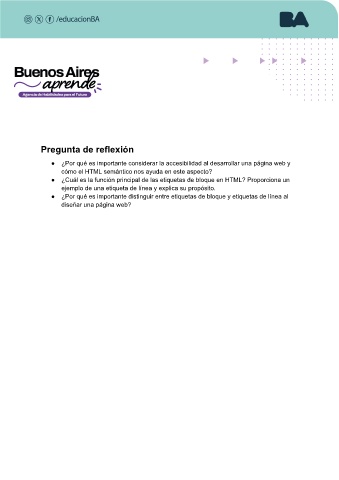 /educacionBA
BA
Buenos Aires
aprende
Agencia de Habilidades para el Futuro
Pregunta de reflexión
● ¿Por qué es importante considerar la accesibilidad al desarrollar una página web y
cómo el HTML semántico nos ayuda en este aspecto?
● ¿Cuál es la función principal de las etiquetas de bloque en HTML? Proporciona un
ejemplo de una etiqueta de línea y explica su propósito.
● ¿Por qué es importante distinguir entre etiquetas de bloque y etiquetas de línea al
diseñar una página web?